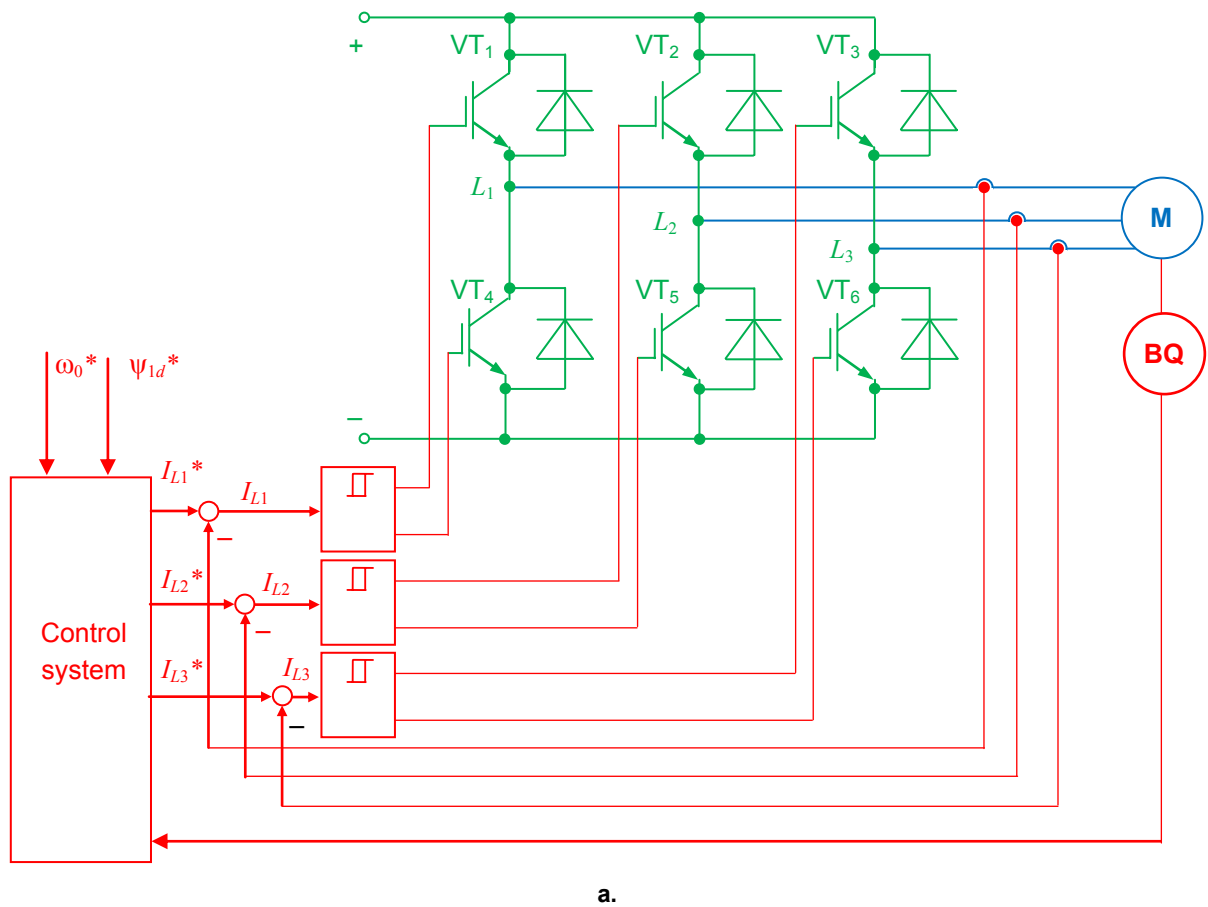 +
VT1
VT2
VT3
L1
L2
L3
M
VT4
VT5
VT6
BQ
ω0*
ψ1d*
–
IL1*
IL1
–
IL2*
IL2
–
Control
system
IL3*
IL3
–
a.